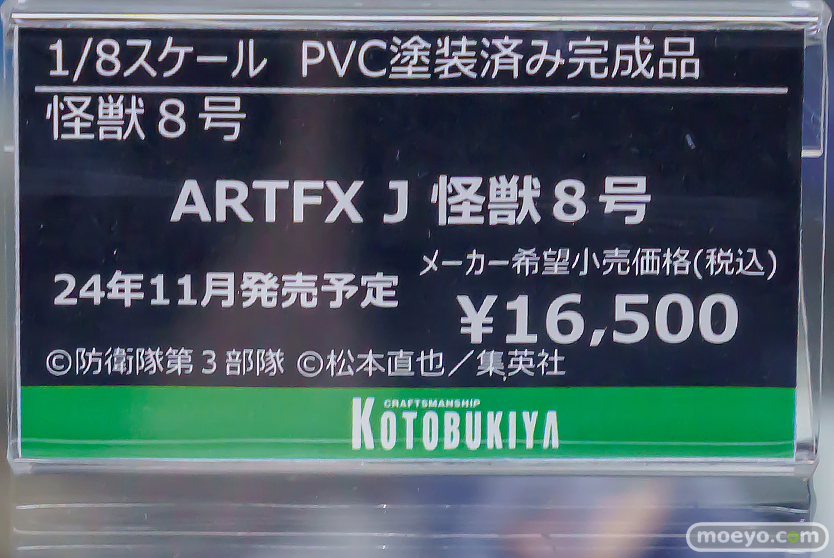 1/8スケール PVC塗装済み完成品
怪獣８号
ARTFX J 怪獣８号
メーカー希望小売価格(税込)
24年11月発売予定
¥16,500
©防衛隊第３部隊 ©松本直也／集英社
CRAFTSMANSHIP
KOTOBUKIYA
moeyo.com